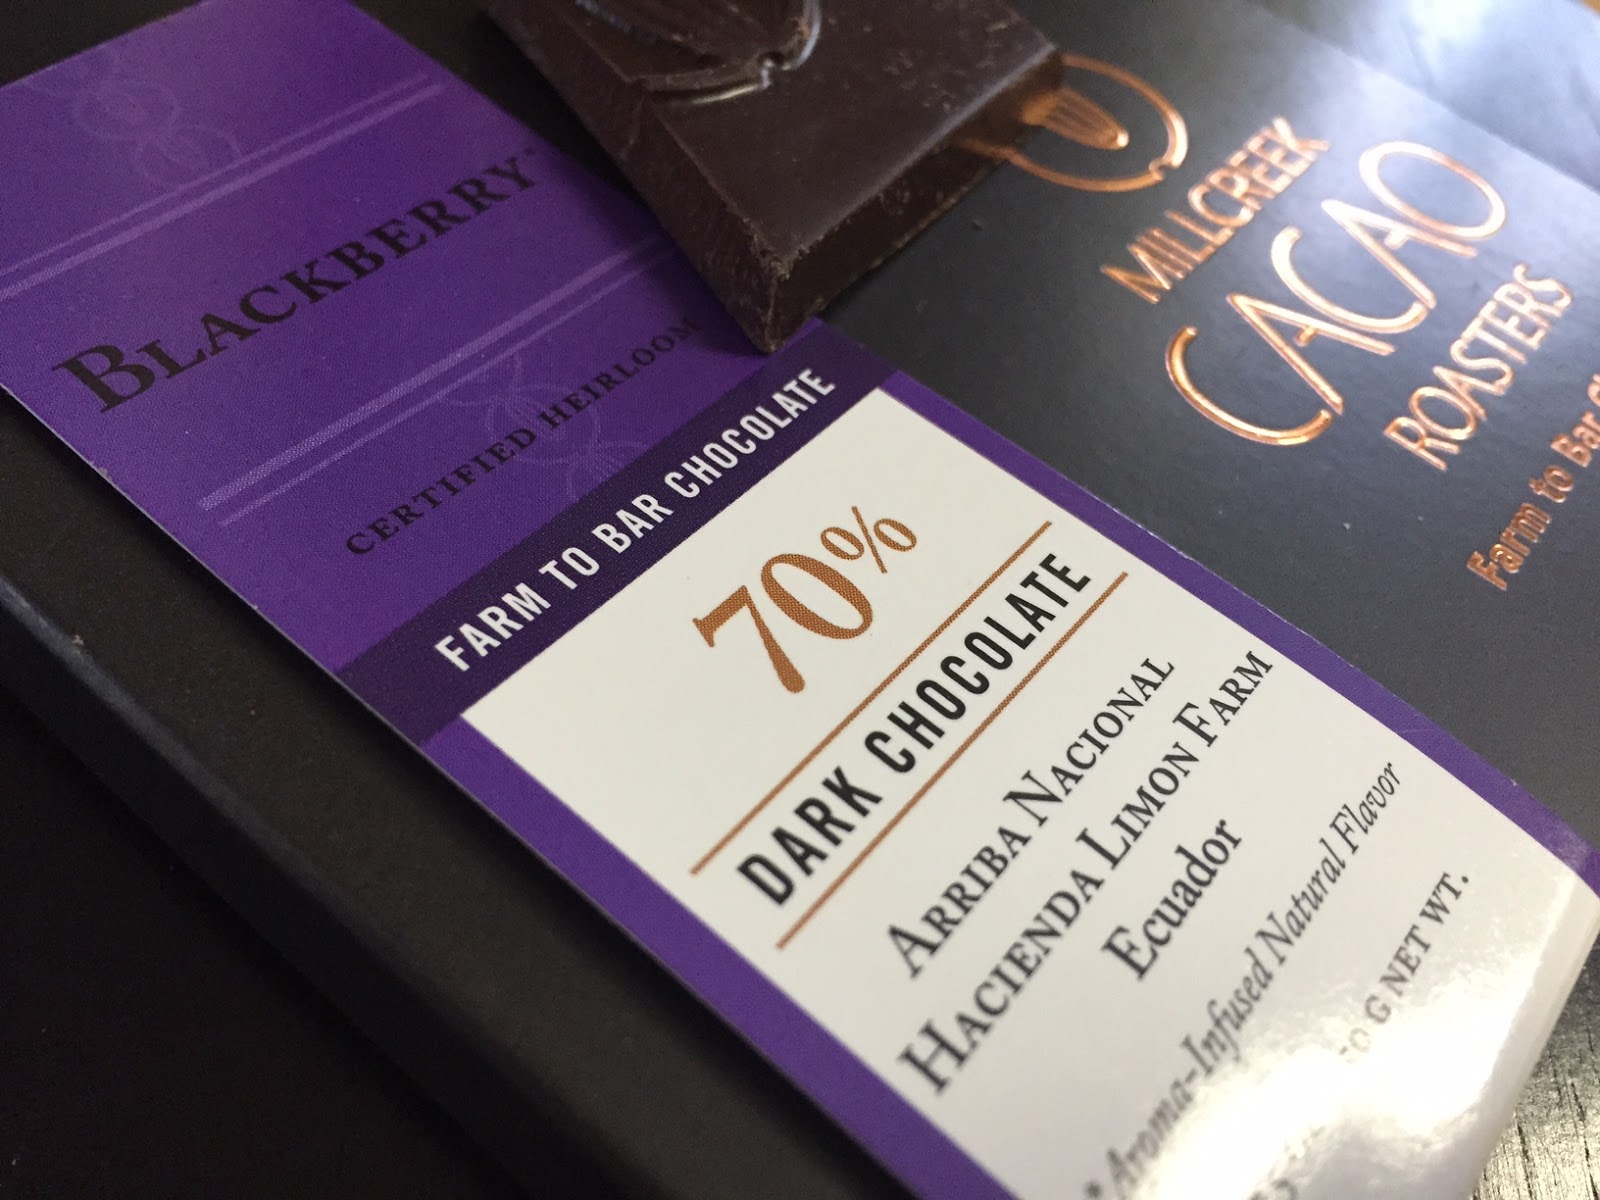 BLACKBERRY*
CERTIFIED HEIRLOOM
FARM TO BAR CHOCOLATE
70%
DARK CHOCOLATE
ARRIBA NACIONAL
HACIENDA LIMON FARM
Ecuador
*Aroma-Infused Natural Flavor
G NET WT.
MILLCREEK
CACAO
ROASTERS
Farm to Bar